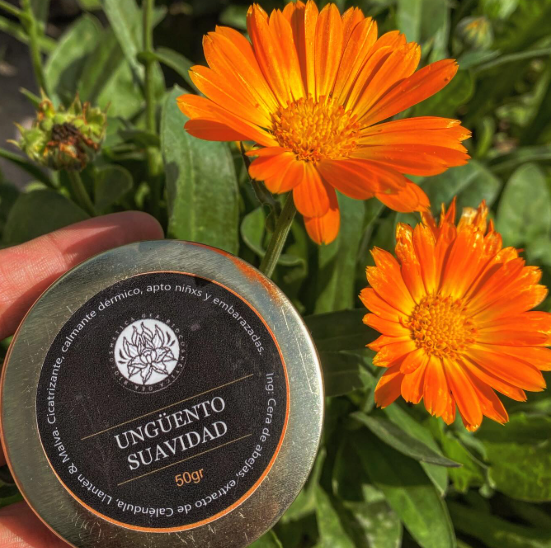 Cicatrizante, calmante dérmico, apto niñxs y embarazadas.
UNGÜENTO
SUAVIDAD
50gr
Ing: Cera de abejas, extracto de Caléndula, Llantén & Malva